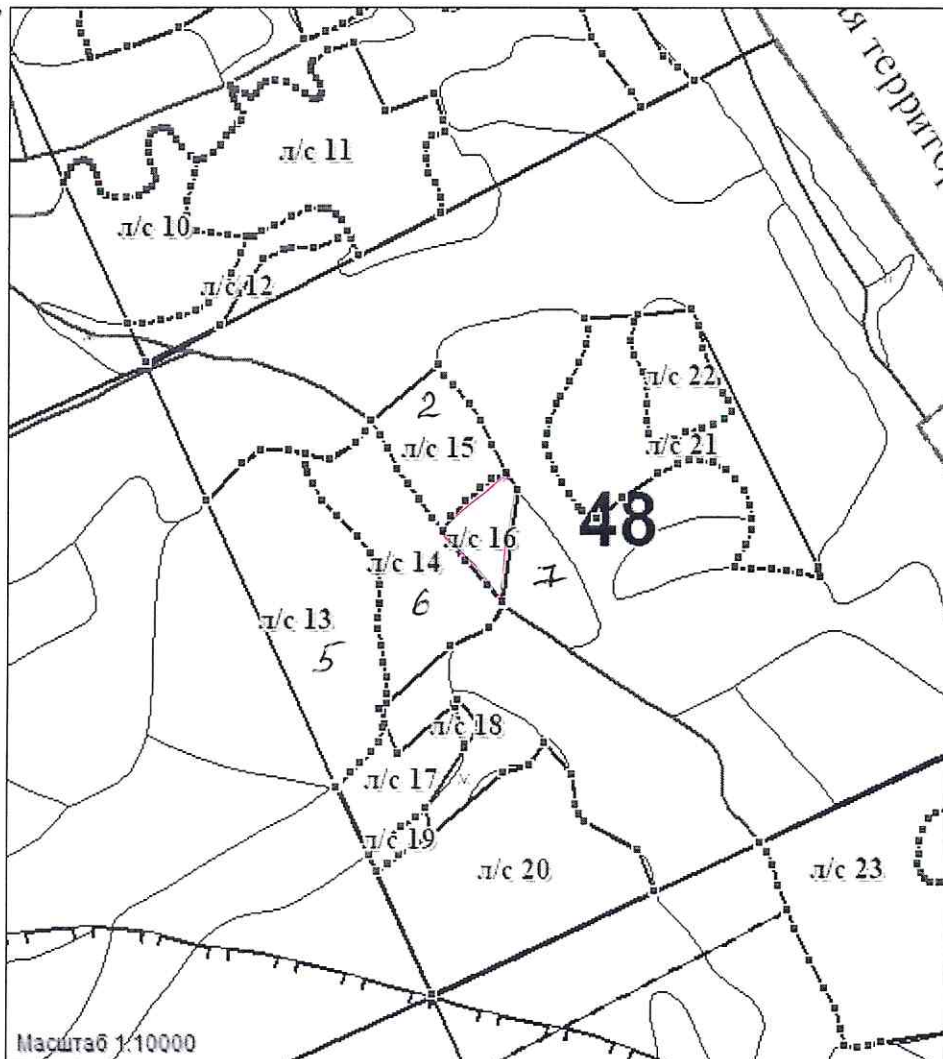 я территор
л/с 11
л/с 10
л/с 12
л/с 22
2
л/с 21
л/с 15
48
л/с 16
л/с 14
7
6
л/с 13
5
л/с 18
л/с 17
л/с 19
л/с 20
л/с 23
Масштаб 1:10000